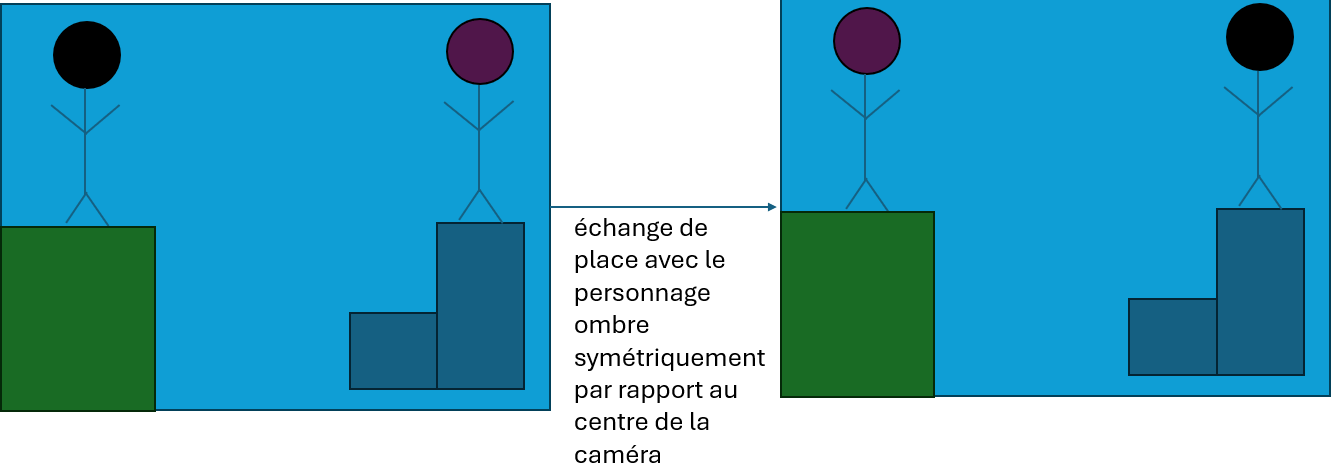 échange de
place avec le
personnage
ombre
symétriquement
par rapport au
centre de la
caméra